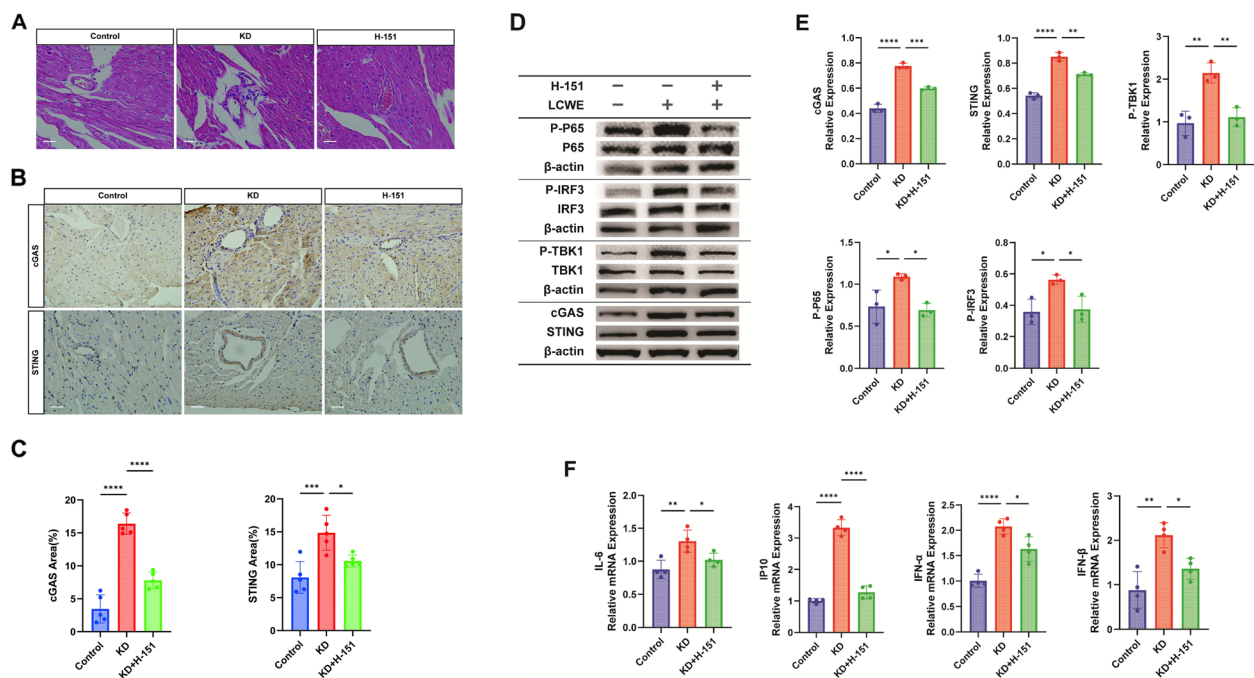 A
Control
KD
H-151
B
Control
KD
H-151
cGAS
STING
C
cGAS Area(%)
20
15
10
5
0
****
****
Control
KD
KD+H-151
STING Area(%)
20
15
10
5
0
***
*
Control
KD
KD+H-151
D
H-151 − − +
LCWE − + +
P-P65
P65
β-actin
P-IRF3
IRF3
β-actin
P-TBK1
TBK1
β-actin
cGAS
STING
β-actin
E
cGAS
Relative Expression
1.0
0.8
0.6
0.4
0.2
0.0
****
***
Control
KD
KD+H-151
STING
Relative Expression
1.0
0.8
0.6
0.4
0.2
0.0
****
**
Control
KD
KD+H-151
P-TBK1
Relative Expression
3
2
1
0
**
**
Control
KD
KD+H-151
P-P65
Relative Expression
1.5
1.0
0.5
0.0
*
*
Control
KD
KD+H-151
P-IRF3
Relative Expression
0.8
0.6
0.4
0.2
0.0
*
*
Control
KD
KD+H-151
F
IL-6
Relative mRNA Expression
2.0
1.5
1.0
0.5
0.0
**
*
Control
KD
KD+H-151
IP10
Relative mRNA Expression
4
3
2
1
0
****
****
Control
KD
KD+H-151
IFN-α
Relative mRNA Expression
2.5
2.0
1.5
1.0
0.5
0.0
****
*
Control
KD
KD+H-151
IFN-β
Relative mRNA Expression
3
2
1
0
**
*
Control
KD
KD+H-151